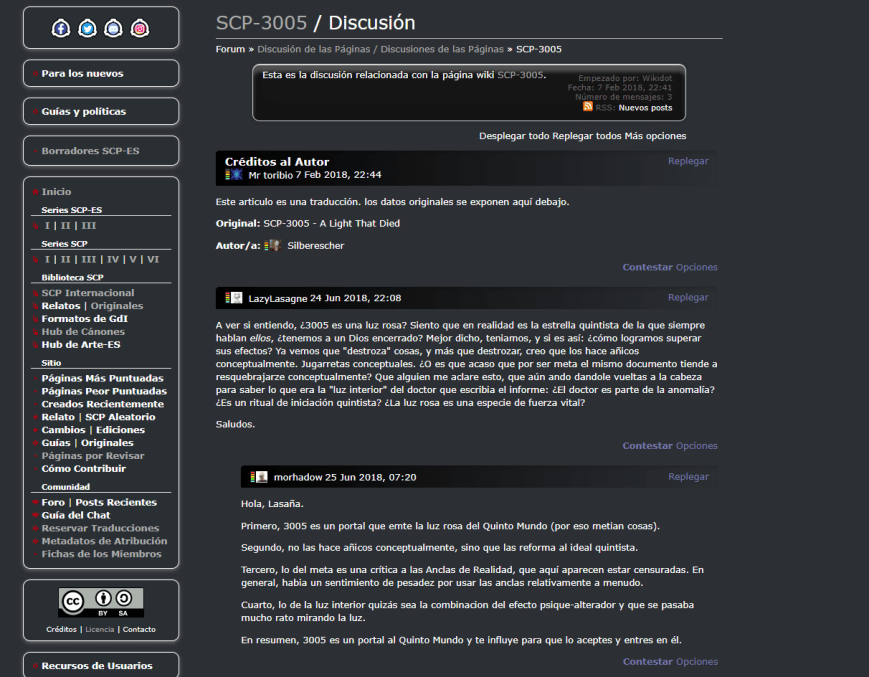 Para los nuevos
Guías y políticas
Borradores SCP-ES
Inicio
Series SCP-ES
I | II | III
Series SCP
I | II | III | IV | V | VI
Biblioteca SCP
SCP Internacional
Relatos | Originales
Formatos de GdI
Hub de Cánones
Hub de Arte-ES
Sitio
Páginas Más Puntuadas
Páginas Peor Puntuadas
Creados Recientemente
Relato | SCP Aleatorio
Cambios | Ediciones
Guías | Originales
Páginas por Revisar
Cómo Contribuir
Comunidad
Foro | Posts Recientes
Guía del Chat
Reservar Traducciones
Metadatos de Atribución
Fichas de los Miembros
cc BY SA
Créditos | Licencia | Contacto
Recursos de Usuarios
SCP-3005 / Discusión
Forum » Discusión de las Páginas / Discusiones de las Páginas » SCP-3005
Esta es la discusión relacionada con la página wiki SCP-3005.
Empezado por: Wikidot
Fecha: 7 Feb 2018, 22:41
Número de mensajes: 3
RSS: Nuevos posts
Desplegar todo Replegar todos Más opciones
Créditos al Autor
Replegar
Mr toribio 7 Feb 2018, 22:44
Este articulo es una traducción. los datos originales se exponen aquí debajo.
Original: SCP-3005 - A Light That Died
Autor/a: Silberescher
Contestar Opciones
LazyLasagne 24 Jun 2018, 22:08
Replegar
A ver si entiendo, ¿3005 es una luz rosa? Siento que en realidad es la estrella quintista de la que siempre
hablan ellos, ¿tenemos a un Dios encerrado? Mejor dicho, teniamos, y si es así: ¿cómo logramos superar
sus efectos? Ya vemos que "destroza" cosas, y más que destrozar, creo que los hace añicos
conceptualmente. Jugarretas conceptuales. ¿O es que acaso que por ser meta el mismo documento tiende a
resquebrajarze conceptualmente? Que alguien me aclare esto, que aún ando dandole vueltas a la cabeza
para saber lo que era la "luz interior" del doctor que escribia el informe: ¿El doctor es parte de la anomalía?
¿Es un ritual de iniciación quintista? ¿La luz rosa es una especie de fuerza vital?
Saludos.
Contestar Opciones
morhadow 25 Jun 2018, 07:20
Replegar
Hola, Lasaña.
Primero, 3005 es un portal que emte la luz rosa del Quinto Mundo (por eso metian cosas).
Segundo, no las hace añicos conceptualmente, sino que las reforma al ideal quintista.
Tercero, lo del meta es una crítica a las Anclas de Realidad, que aquí aparecen estar censuradas. En
general, había un sentimiento de pesadez por usar las anclas relativamente a menudo.
Cuarto, lo de la luz interior quizás sea la combinacion del efecto psique-alterador y que se pasaba
mucho rato mirando la luz.
En resumen, 3005 es un portal al Quinto Mundo y te influye para que lo aceptes y entres en él.
Contestar Opciones